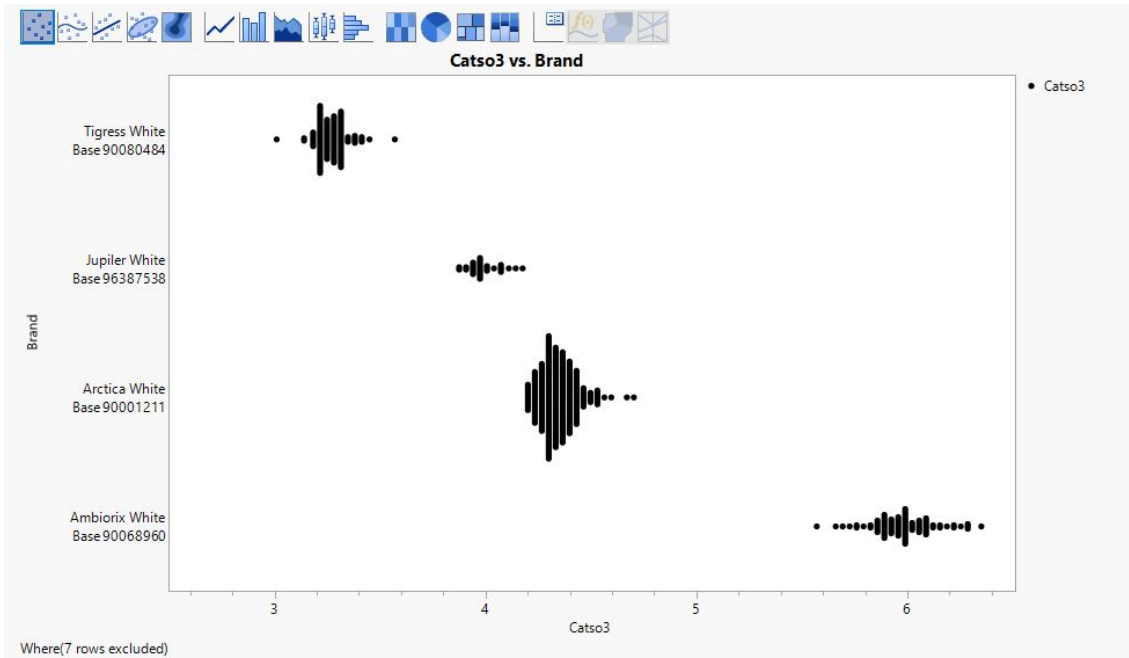 Catso3 vs. Brand
Catso3
Tigress White
Base 90080484
Jupiler White
Base 96387538
Arctica White
Base 90001211
Ambiorix White
Base 90068960
Brand
3 4 5 6
Catso3
Where(7 rows excluded)